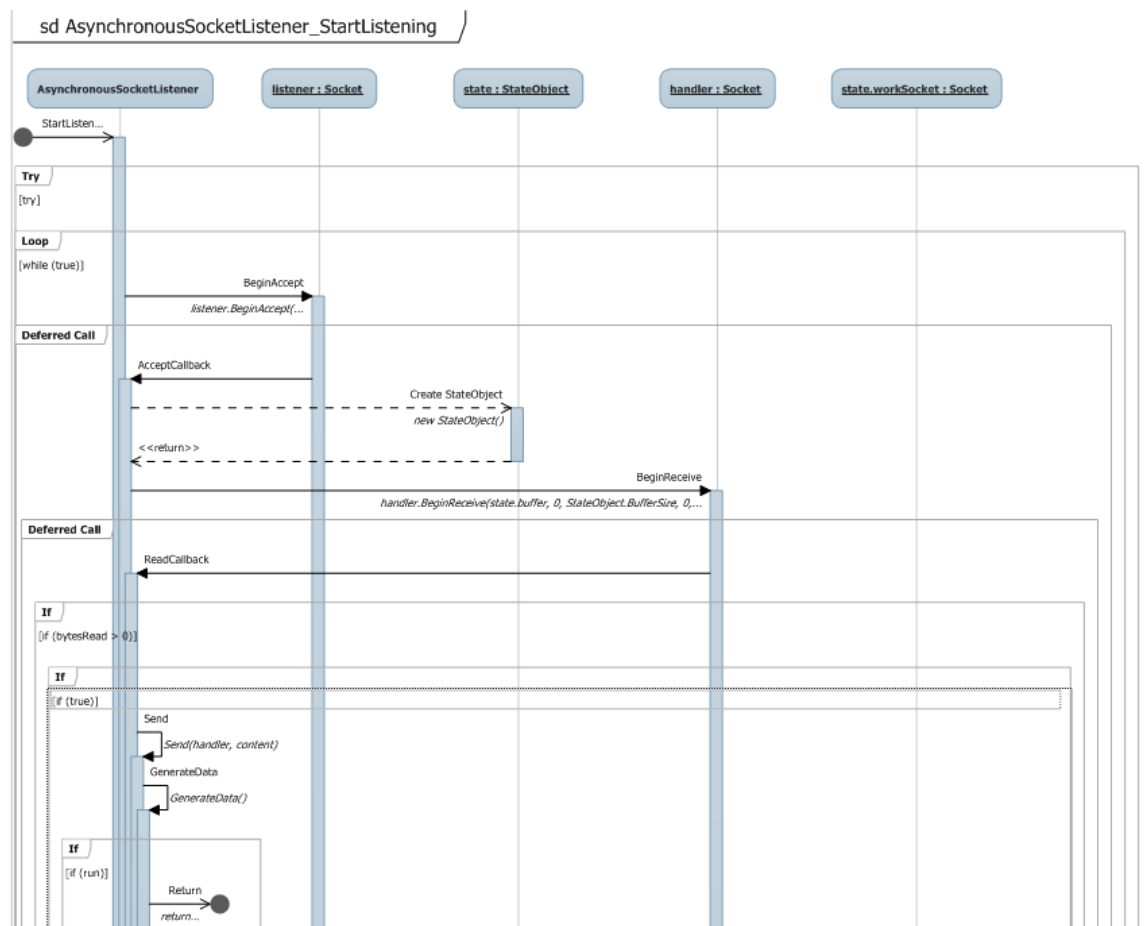 sd AsynchronousSocketListener_StartListening
AsynchronousSocketListener
listener : Socket
state : StateObject
handler : Socket
state.workSocket : Socket
StartListen...
Try
[try]
Loop
[while (true)]
BeginAccept
listener.BeginAccept(...
Deferred Call
AcceptCallback
Create StateObject
new StateObject()
<<return>>
BeginReceive
handler.BeginReceive(state.buffer, 0, StateObject.BufferSize, 0,...
Deferred Call
ReadCallback
If
[if (bytesRead > 0)]
If
[if (true)]
Send
Send(handler, content)
GenerateData
GenerateData()
If
[if (run)]
Return
return...